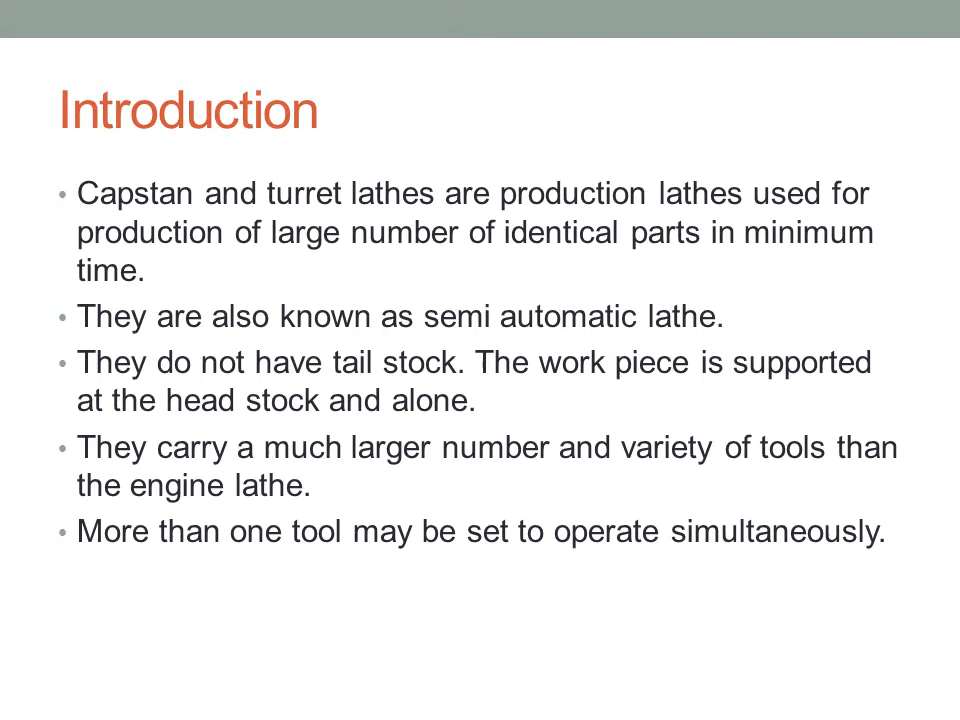 Introduction
• Capstan and turret lathes are production lathes used for
production of large number of identical parts in minimum
time.
• They are also known as semi automatic lathe.
• They do not have tail stock. The work piece is supported
at the head stock and alone.
• They carry a much larger number and variety of tools than
the engine lathe.
• More than one tool may be set to operate simultaneously.